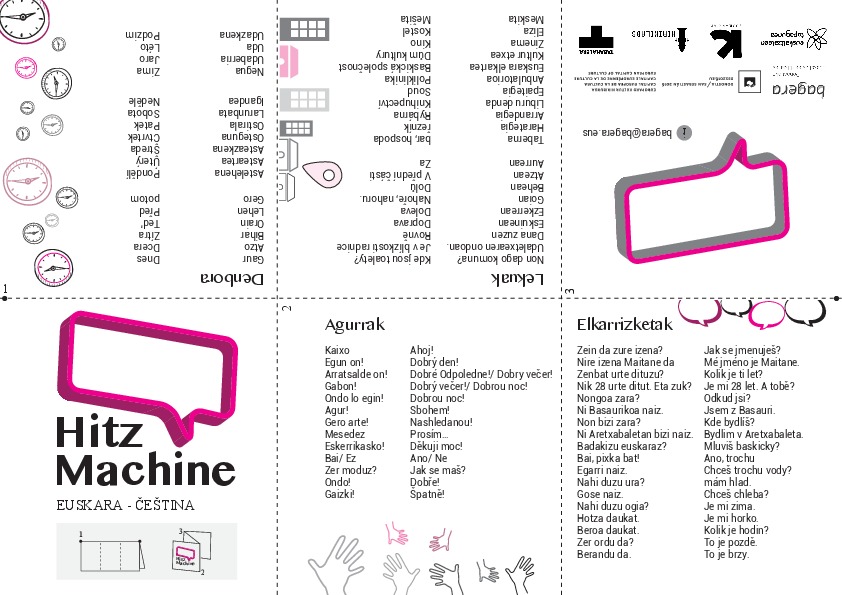 Denbora
Gaur Dnes
Atzo Dcera
Bihar Zítra
Orain Teď
Lehen Před
Gero potom
Astelehena Pondělí
Asteartea Úterý
Asteazkena Středa
Osteguna Čtvrtek
Ostirala Pátek
Larunbata Sobota
Igandea Neděle
Negua Zima
Udaberria Jaro
Uda Léto
Udazkena Podzim
1
Lekuak
Non dago komuna? Kde jsou toalety?
Udaletxearen ondoan. Je v blízkosti radnice
Dana zuzen Rovně
Eskuinean Doprava
Ezkerrean Doleva
Goian Nahoře, nahoru.
Behean Dolů
Atzean V přední části
Aurrean Za
Taberna bar, hospoda
Harategia řezník
Arrandegia Rybárna
Liburu denda Knihkupectví
Epaitegia Soud
Anbulatorioa Poliklinika
Euskara elkartea Baskická společnost
Kultur etxea Dům kultury
Zinema Kino
Eliza Kostel
Meskita Mešita
2
3
bagera@bagera.eus
bagera
euskaltzaleen
topagunea
Hitz
Machine
EUSKARA - ČEŠTINA
1
3
2
Hitz
Machine
Agurrak
Kaixo Ahoj!
Egun on! Dobrý den!
Arratsalde on! Dobré Odpoledne!/ Dobry večer!
Gabon! Dobrý večer!/ Dobrou noc!
Ondo lo egin! Dobrou noc!
Agur! Sbohem!
Gero arte! Nashledanou!
Mesedez Prosím...
Eskerrikasko! Děkuji moc!
Bai/ Ez Ano/ Ne
Zer moduz? Jak se maš?
Ondo! Dobře!
Gaizki! Špatně!
Elkarrizketak
Zein da zure izena? Jak se jmenuješ?
Nire izena Maitane da Mé jméno je Maitane.
Zenbat urte dituzu? Kolik je ti let?
Nik 28 urte ditut. Eta zuk? Je mi 28 let. A tobě?
Nongoa zara? Odkud jsi?
Ni Basaurikoa naiz. Jsem z Basauri.
Non bizi zara? Kde bydlíš?
Ni Aretxabaletan bizi naiz. Bydlim v Aretxabaleta.
Badakizu euskaraz? Mluvíš baskicky?
Bai, pixka bat! Ano, trochu
Egarri naiz. Chceš trochu vody?
Nahi duzu ura? mám hlad.
Gose naiz. Chceš chleba?
Nahi duzu ogia? Je mi zima.
Hotza daukat. Je mi horko.
Beroa daukat. Kolik je hodin?
Zer ordu da? To je pozdě.
Berandu da. To je brzy.